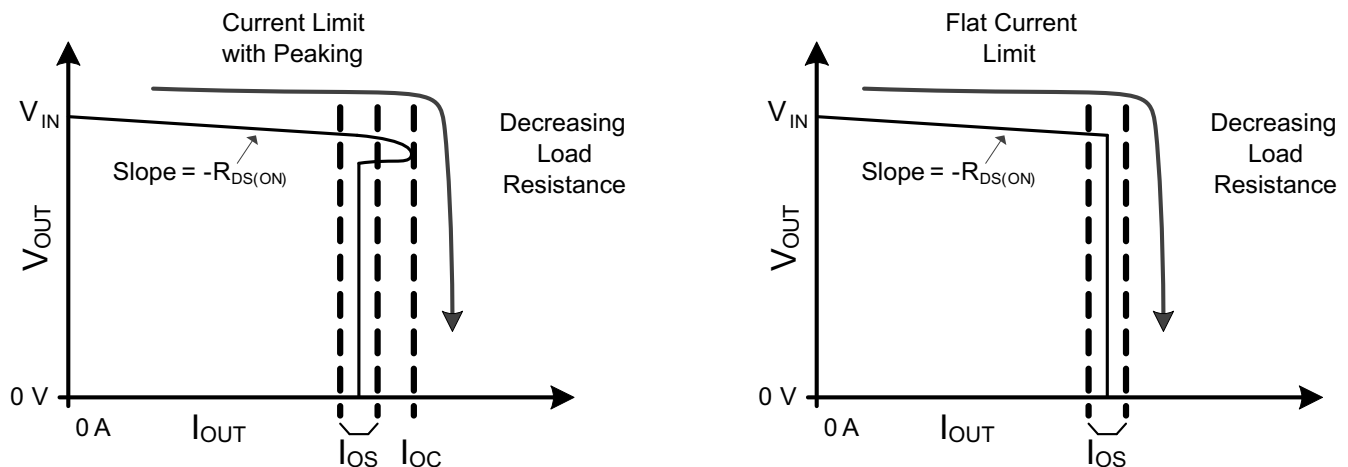 Current Limit
with Peaking
V_IN
Slope = -R_DS(ON)
Decreasing
Load
Resistance
V_OUT
0 V
0 A
I_OUT
I_OS
I_OC
Flat Current
Limit
V_IN
Slope = -R_DS(ON)
Decreasing
Load
Resistance
V_OUT
0 V
0 A
I_OUT
I_OS